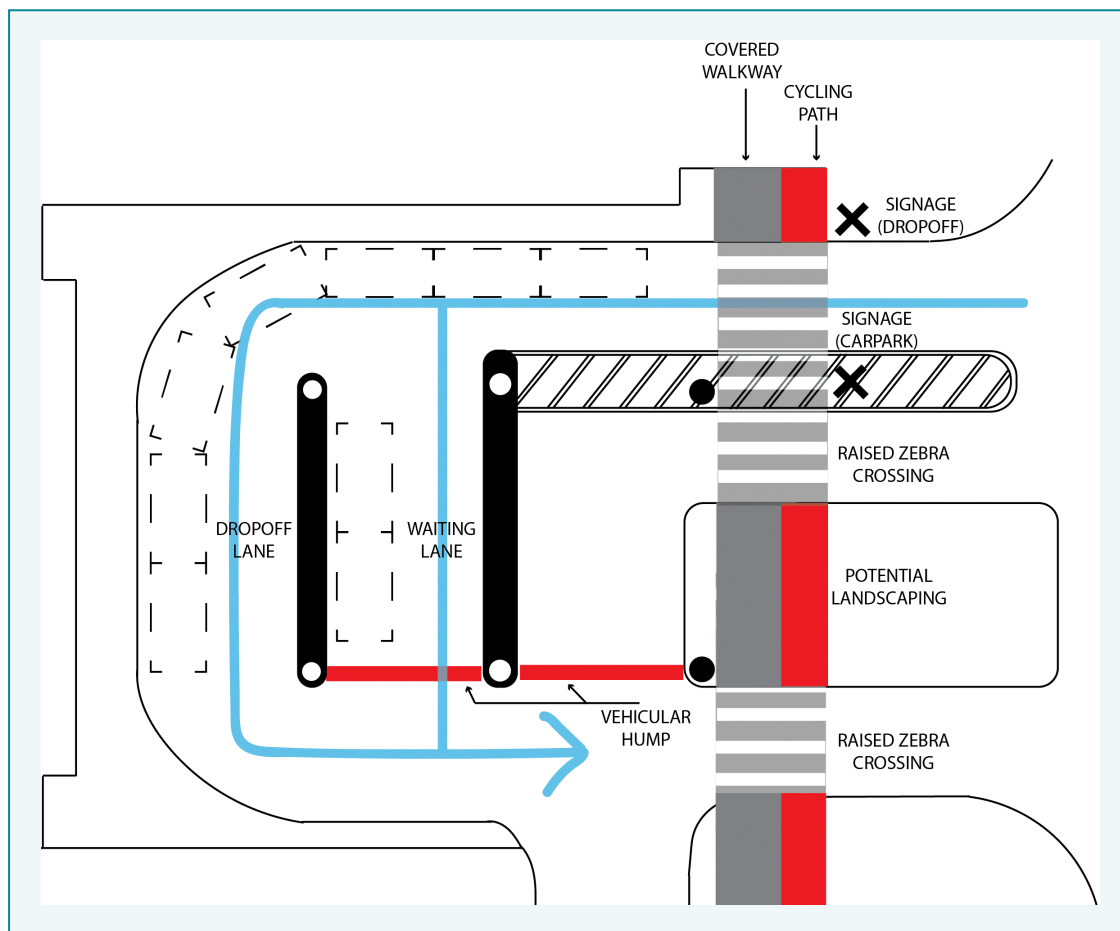 COVERED
WALKWAY
CYCLING
PATH
SIGNAGE
(DROPOFF)
SIGNAGE
(CARPARK)
RAISED ZEBRA
CROSSING
DROPOFF
LANE
WAITING
LANE
POTENTIAL
LANDSCAPING
VEHICULAR
HUMP
RAISED ZEBRA
CROSSING